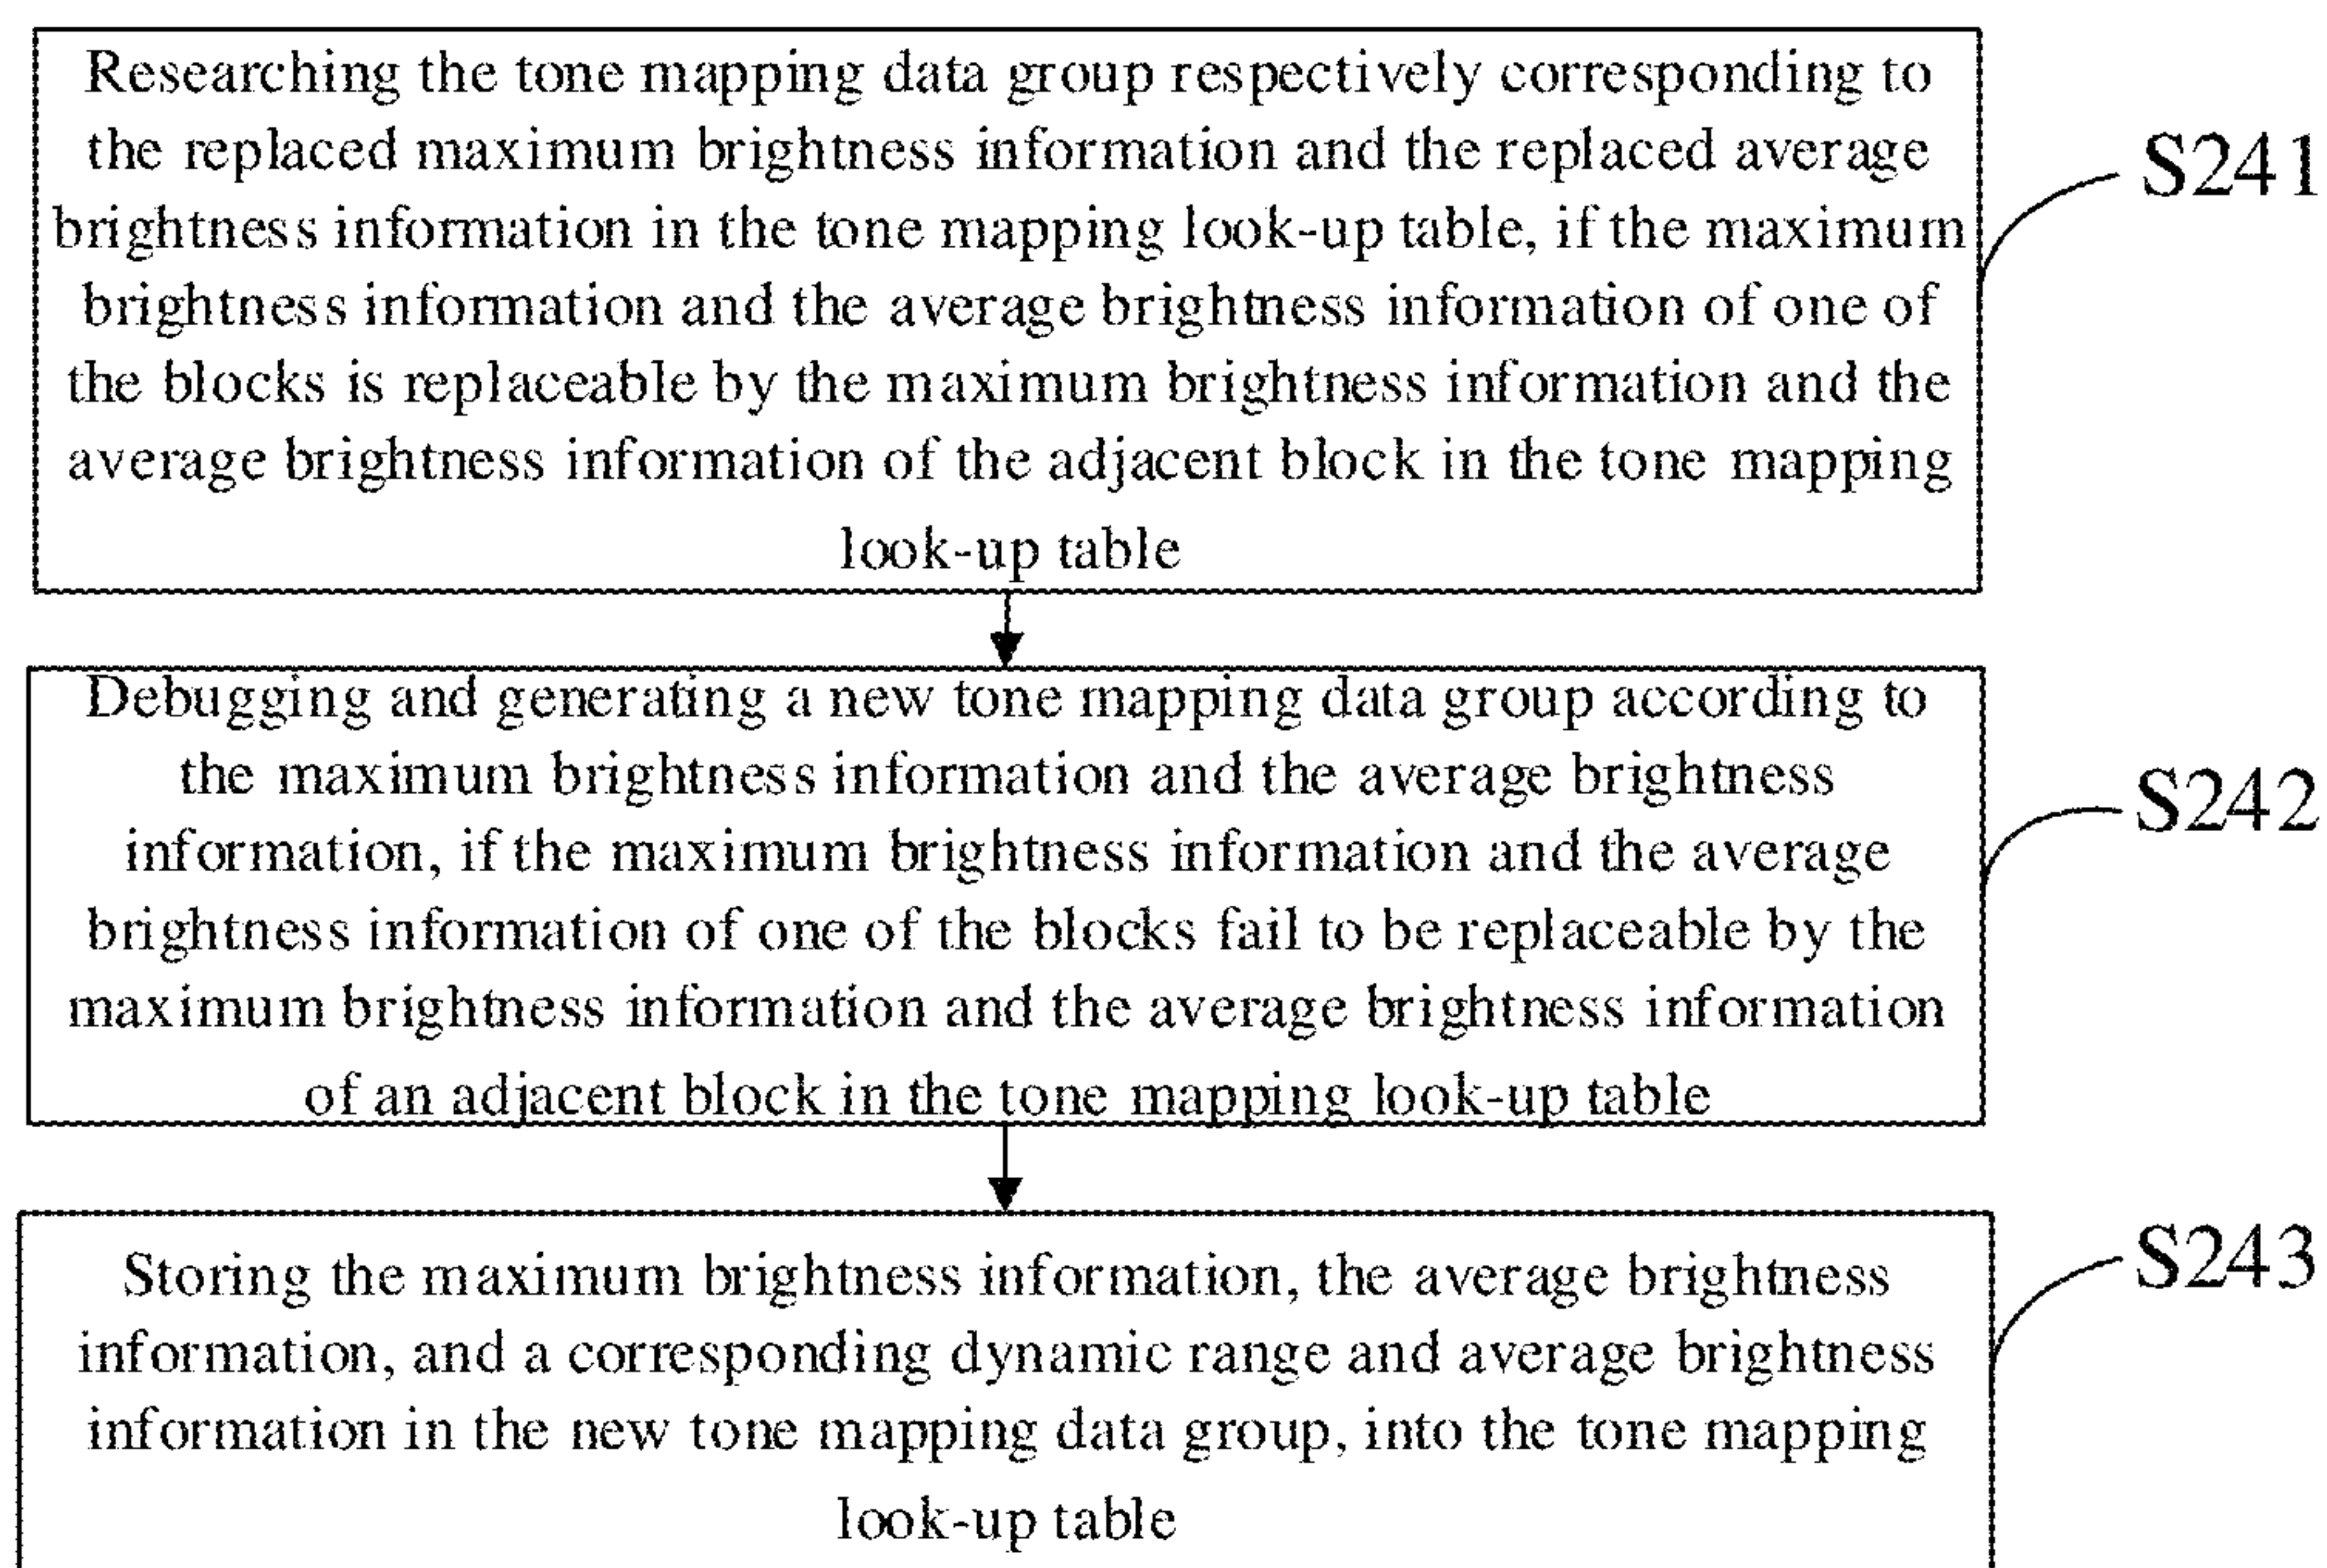 Researching the tone mapping data group respectively corresponding to
the replaced maximum brightness information and the replaced average
brightness information in the tone mapping look-up table, if the maximum
brightness information and the average brightness information of one of
the blocks is replaceable by the maximum brightness information and the
average brightness information of the adjacent block in the tone mapping
look-up table
S241
Debugging and generating a new tone mapping data group according to
the maximum brightness information and the average brightness
information, if the maximum brightness information and the average
brightness information of one of the blocks fail to be replaceable by the
maximum brightness information and the average brightness information
of an adjacent block in the tone mapping look-up table
S242
Storing the maximum brightness information, the average brightness
information, and a corresponding dynamic range and average brightness
information in the new tone mapping data group, into the tone mapping
look-up table
S243